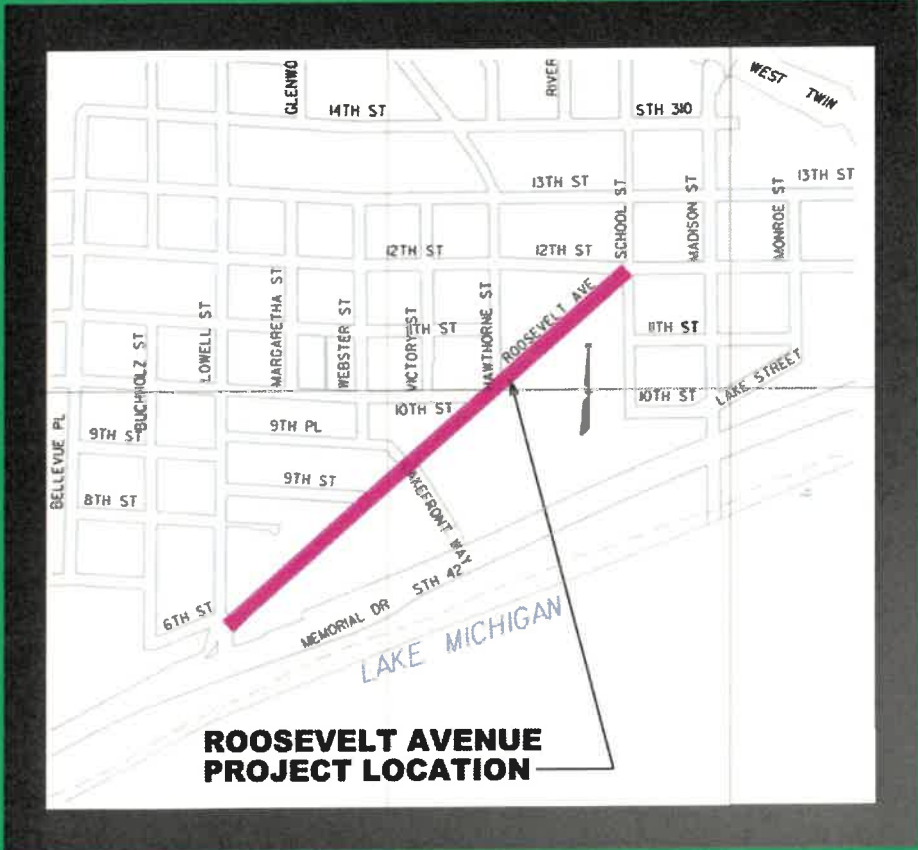 GLENWO
RIVER
WEST TWIN
14TH ST
STH 310
13TH ST
13TH ST
SCHOOL ST
MADISON ST
MONROE ST
12TH ST
12TH ST
ROOSEVELT AVE
LOWELL ST
MARGARETHA ST
WEBSTER ST
VICTORY ST
11TH ST
HAWTHORNE ST
11TH ST
BUCHHOLZ ST
LAKE STREET
10TH ST
10TH ST
BELLEVUE PL
9TH ST
9TH PL
8TH ST
9TH ST
LAKEFRONT WAY
6TH ST
MEMORIAL DR
STH 42
LAKE MICHIGAN
ROOSEVELT AVENUE
PROJECT LOCATION